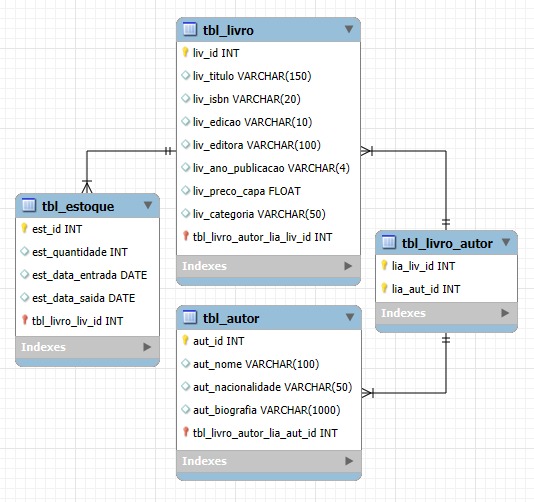 tbl_livro
liv_id INT
liv_titulo VARCHAR(150)
liv_isbn VARCHAR(20)
liv_edicao VARCHAR(10)
liv_editora VARCHAR(100)
liv_ano_publicacao VARCHAR(4)
liv_preco_capa FLOAT
liv_categoria VARCHAR(50)
tbl_livro_autor_lia_liv_id INT
Indexes
tbl_estoque
est_id INT
est_quantidade INT
est_data_entrada DATE
est_data_saida DATE
tbl_livro_liv_id INT
Indexes
tbl_livro_autor
lia_liv_id INT
lia_aut_id INT
Indexes
tbl_autor
aut_id INT
aut_nome VARCHAR(100)
aut_nacionalidade VARCHAR(50)
aut_biografia VARCHAR(1000)
tbl_livro_autor_lia_aut_id INT
Indexes